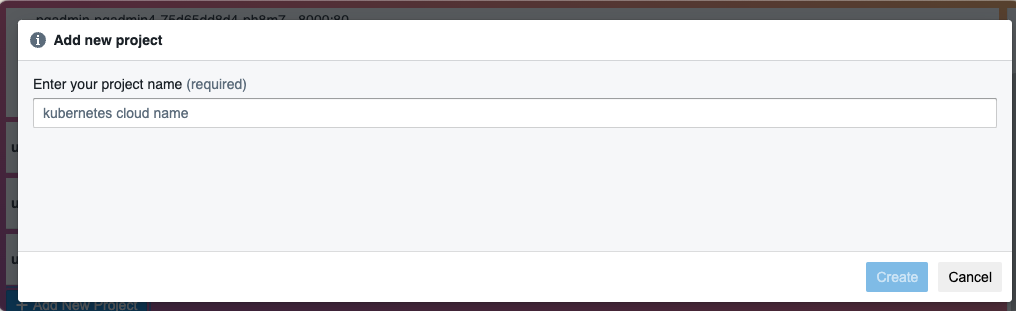 pgadmin-pgadmin4-75d65dd8d4-nh8m7 8000:80
Add new project
Enter your project name (required)
kubernetes cloud name
u
u
u
Create Cancel
+ Add New Project